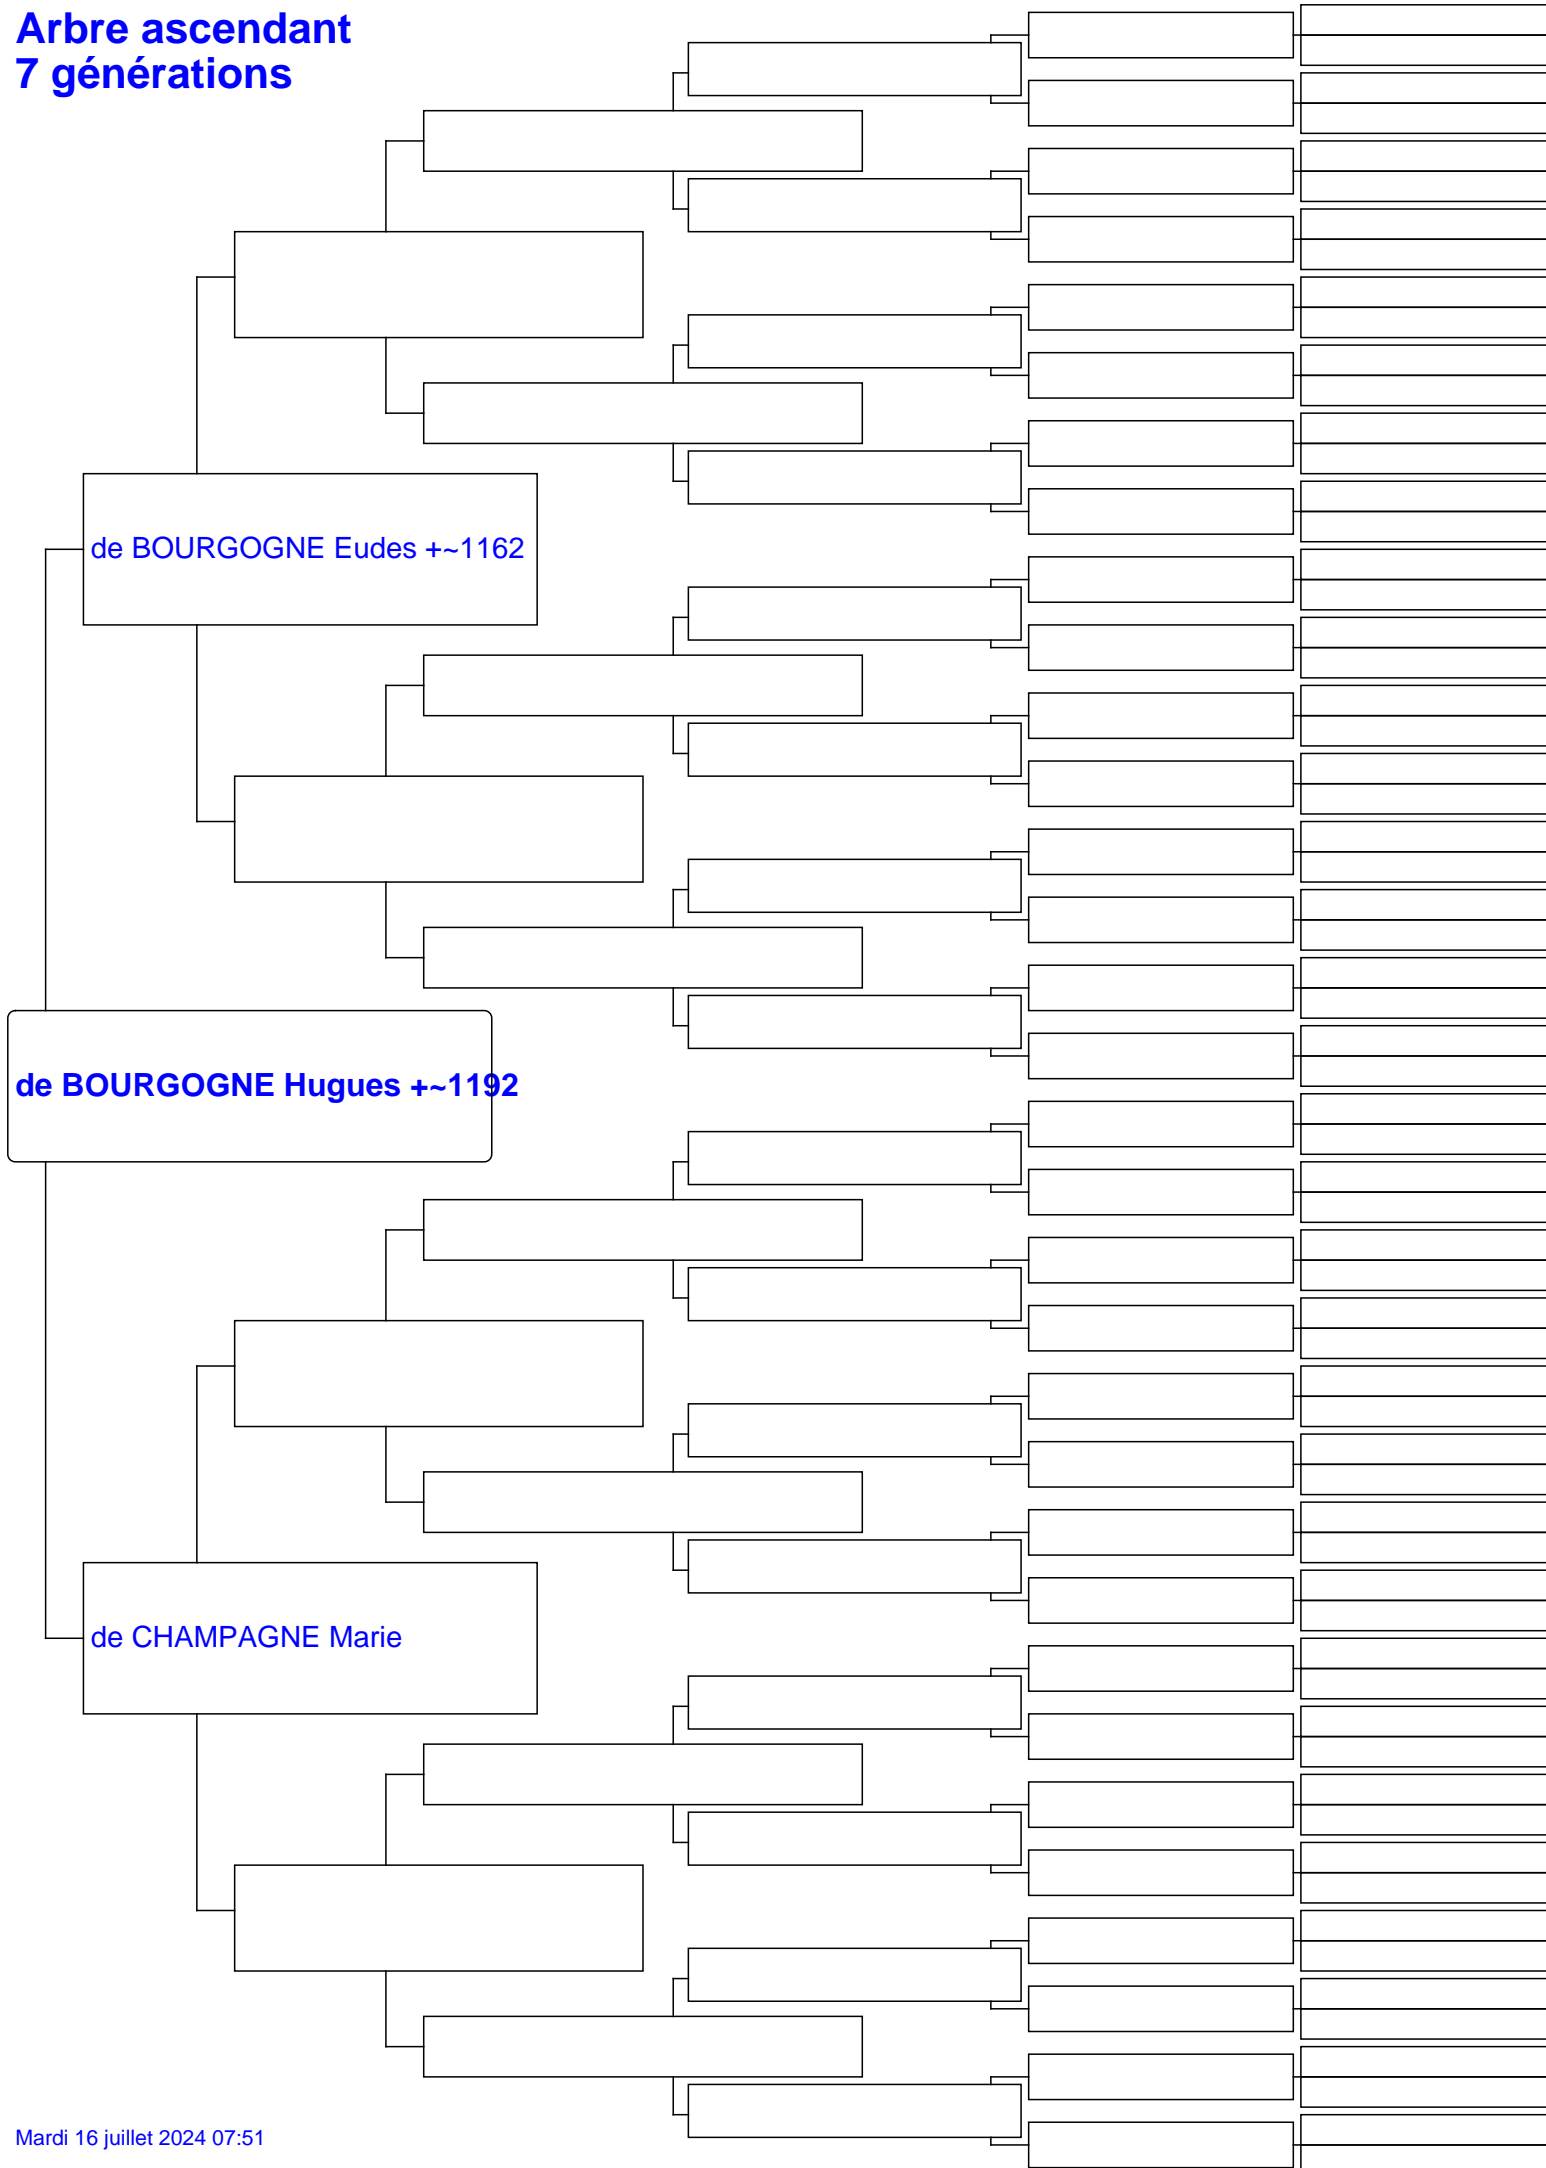 Arbre ascendant
7 générations
de BOURGOGNE Eudes +~1162
de BOURGOGNE Hugues +~1192
de CHAMPAGNE Marie
Mardi 16 juillet 2024 07:51